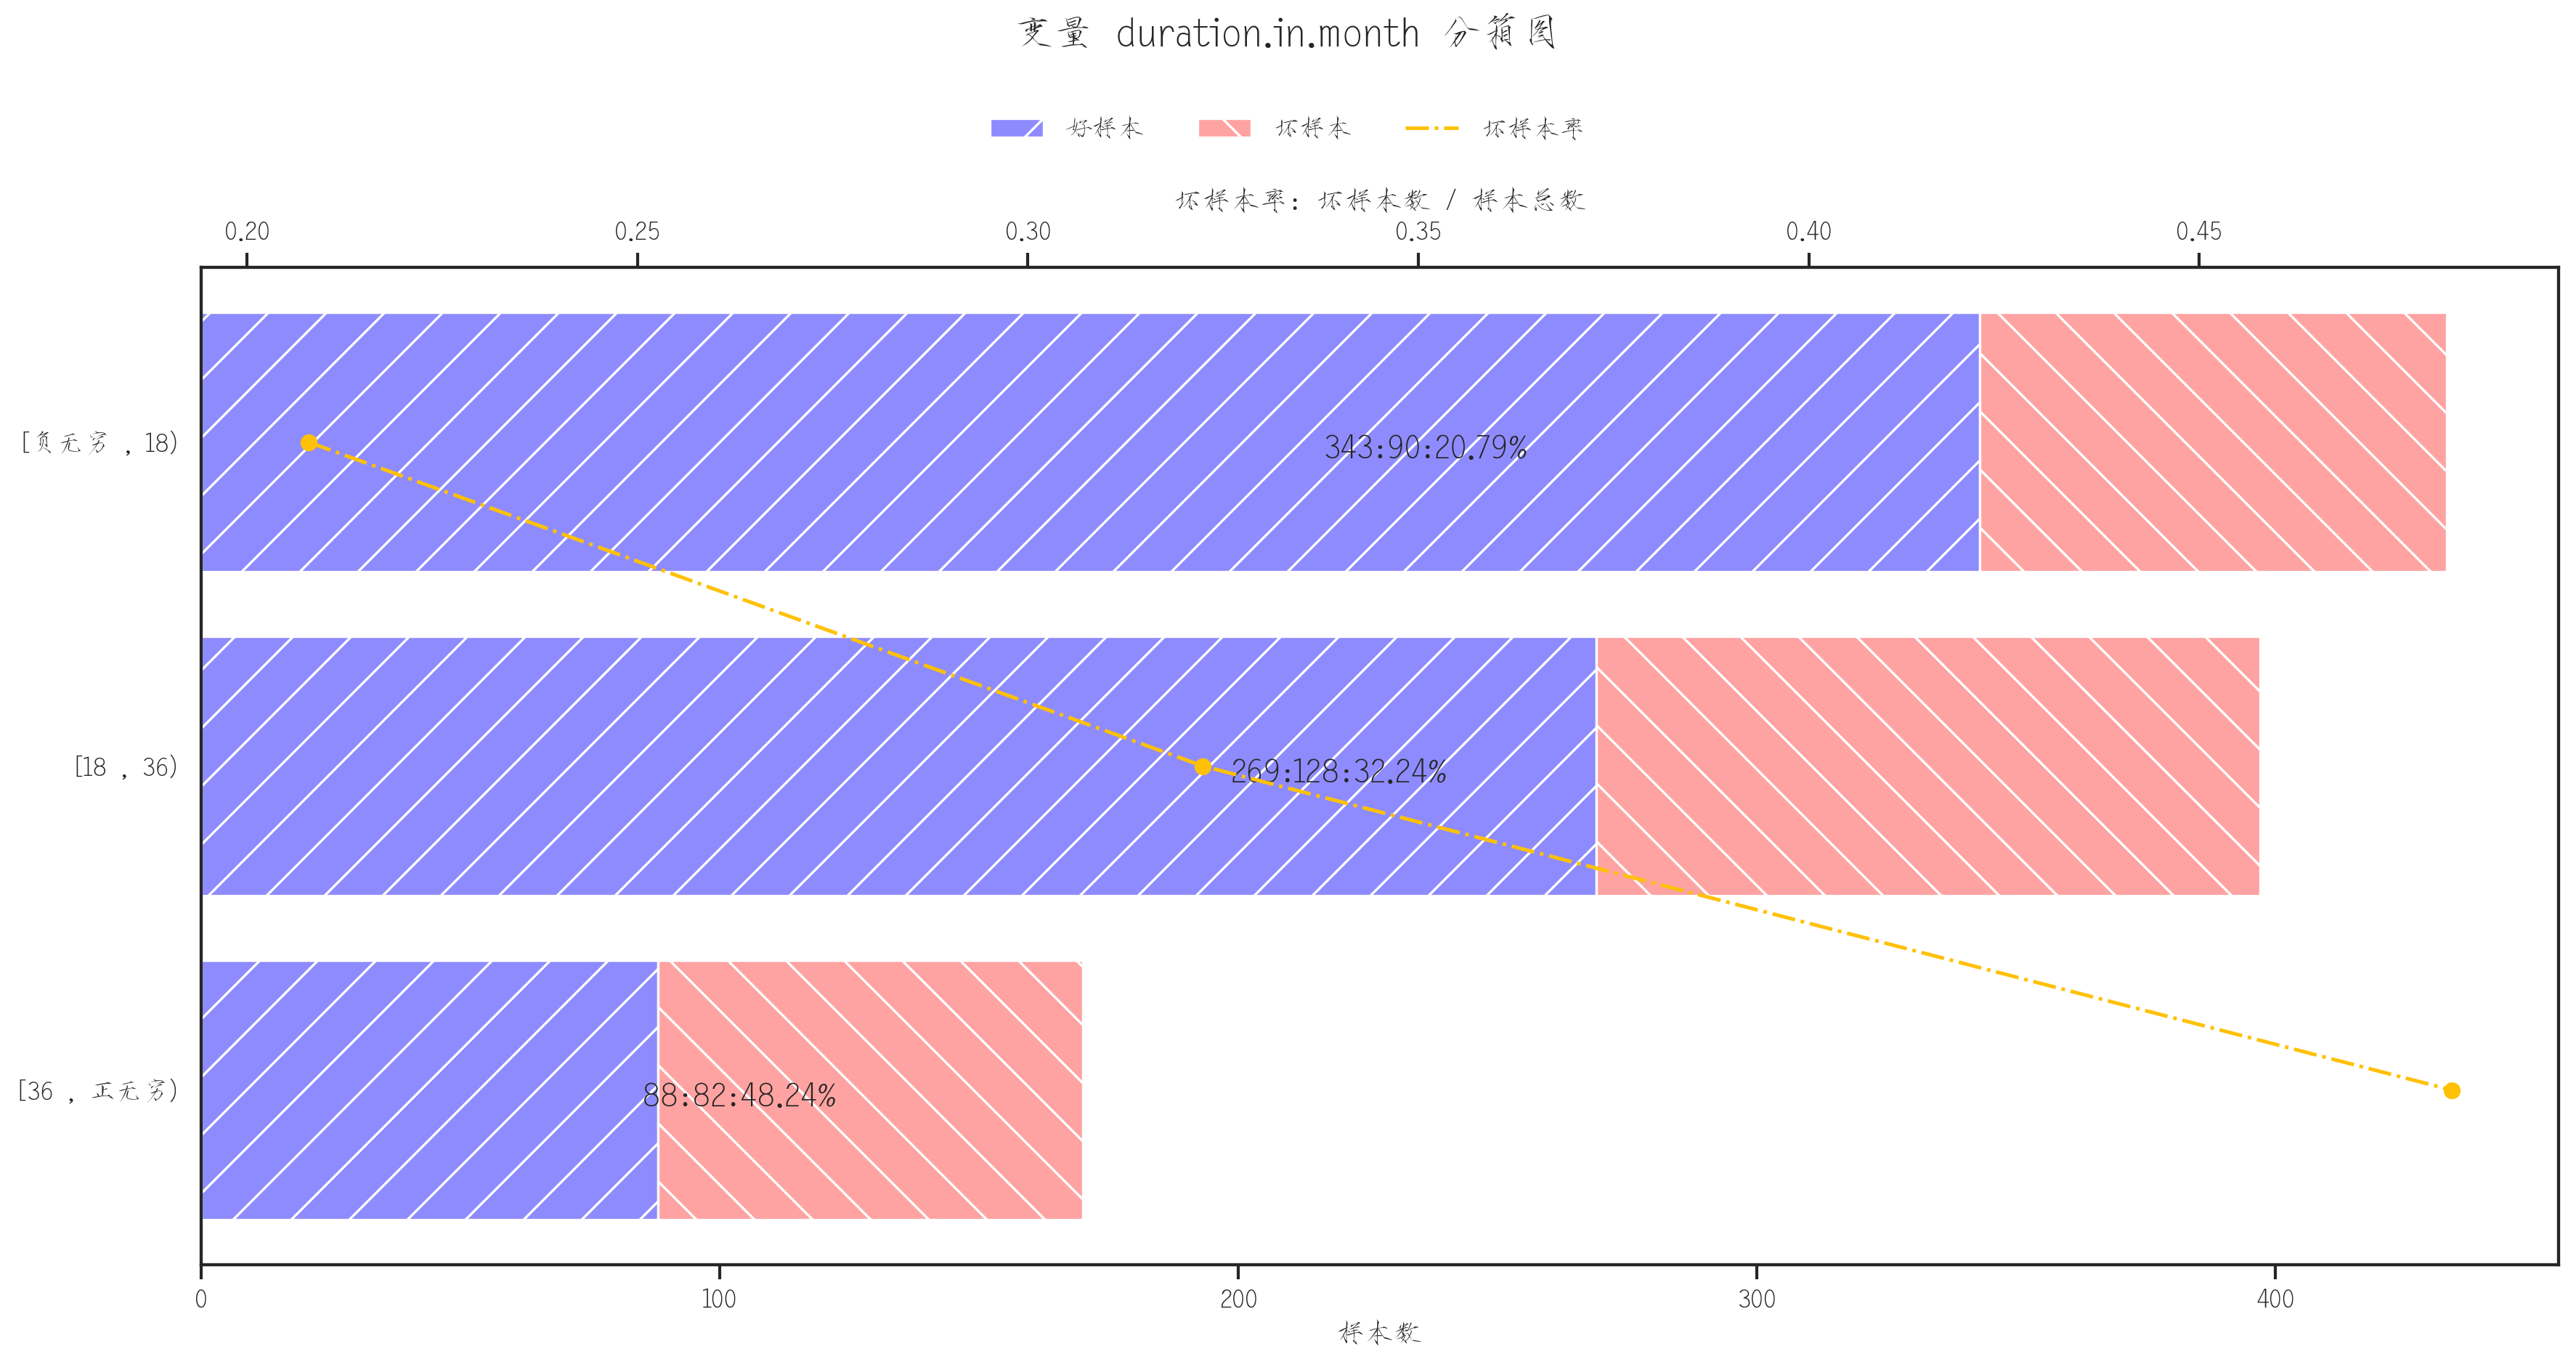 变量 duration.in.month 分箱图
好样本 坏样本 坏样本率
坏样本率: 坏样本数 / 样本总数
0.20 0.25 0.30 0.35 0.40 0.45
[负无穷 , 18)
343:90:20.79%
[18 , 36)
269:128:32.24%
[36 , 正无穷)
88:82:48.24%
0 100 200 300 400
样本数